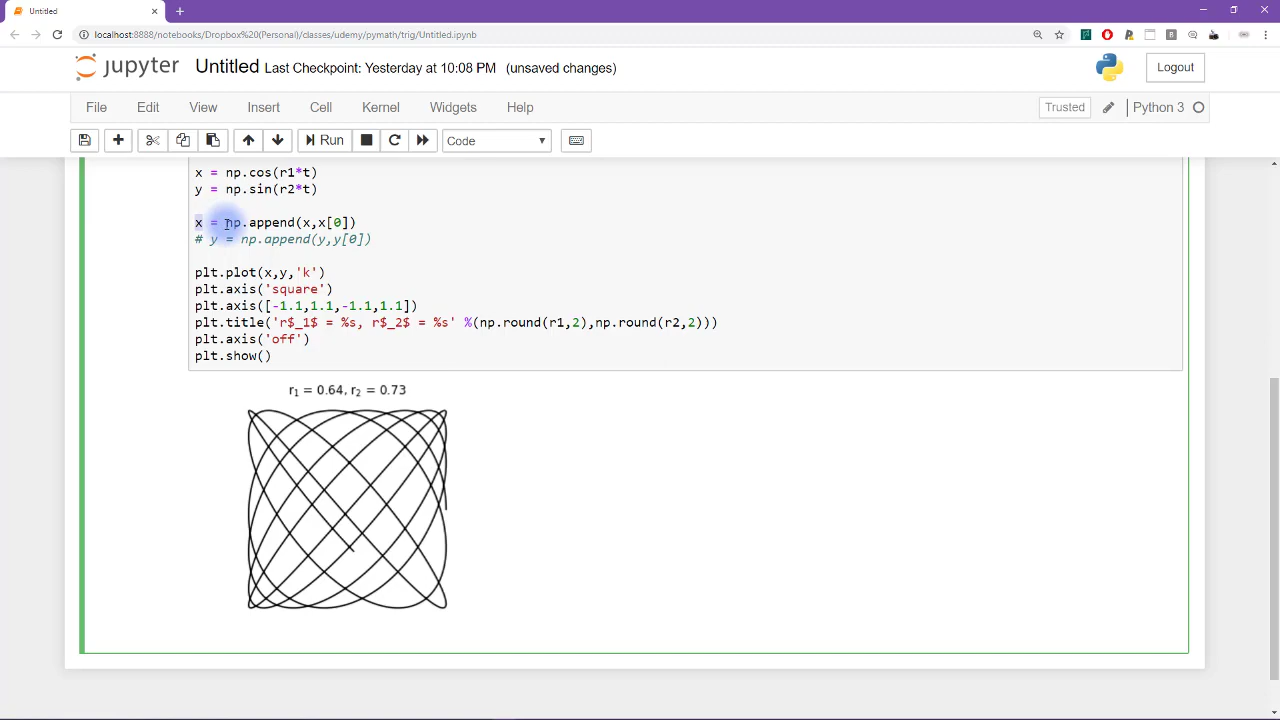 Untitled
localhost:8888/notebooks/Dropbox%20(Personal)/classes/udemy/pymath/trig/Untitled.ipynb
jupyter Untitled Last Checkpoint: Yesterday at 10:08 PM (unsaved changes) Logout
File Edit View Insert Cell Kernel Widgets Help Trusted Python 3
Run Code
x = np.cos(r1*t)
y = np.sin(r2*t)
x = np.append(x,x[0])
# y = np.append(y,y[0])
plt.plot(x,y,'k')
plt.axis('square')
plt.axis([-1.1,1.1,-1.1,1.1])
plt.title('r$_1$ = %s, r$_2$ = %s' %(np.round(r1,2),np.round(r2,2)))
plt.axis('off')
plt.show()
r₁ = 0.64, r₂ = 0.73